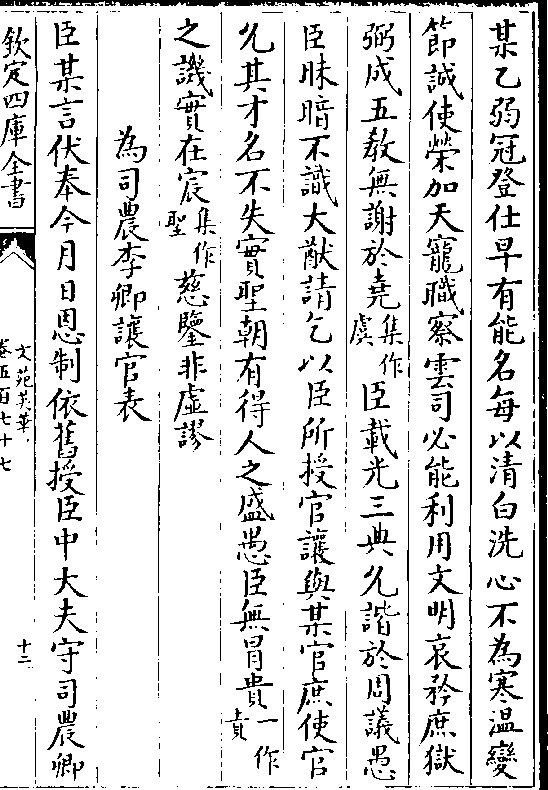 某乙弱冠登仕早有能名每以清白洗心不為寒溫變
節誠使榮加天寵職察雲司必能利用文明哀矜庶獄
弼成五教無謝於堯集作虞臣載光三典允諧於周議愚
臣昧暗不識大猷請乞以臣所授官讓與某官庶使官
允其才名不失實聖朝有得人之盛愚臣無冐貴一作責
之譏實在宸集作聖慈鑒非虛謬
為司農李卿讓官表
臣某言伏奉今月日恩制依舊授臣中大夫守司農卿
欽定四庫全書
文苑英華
卷五百七十七
十二